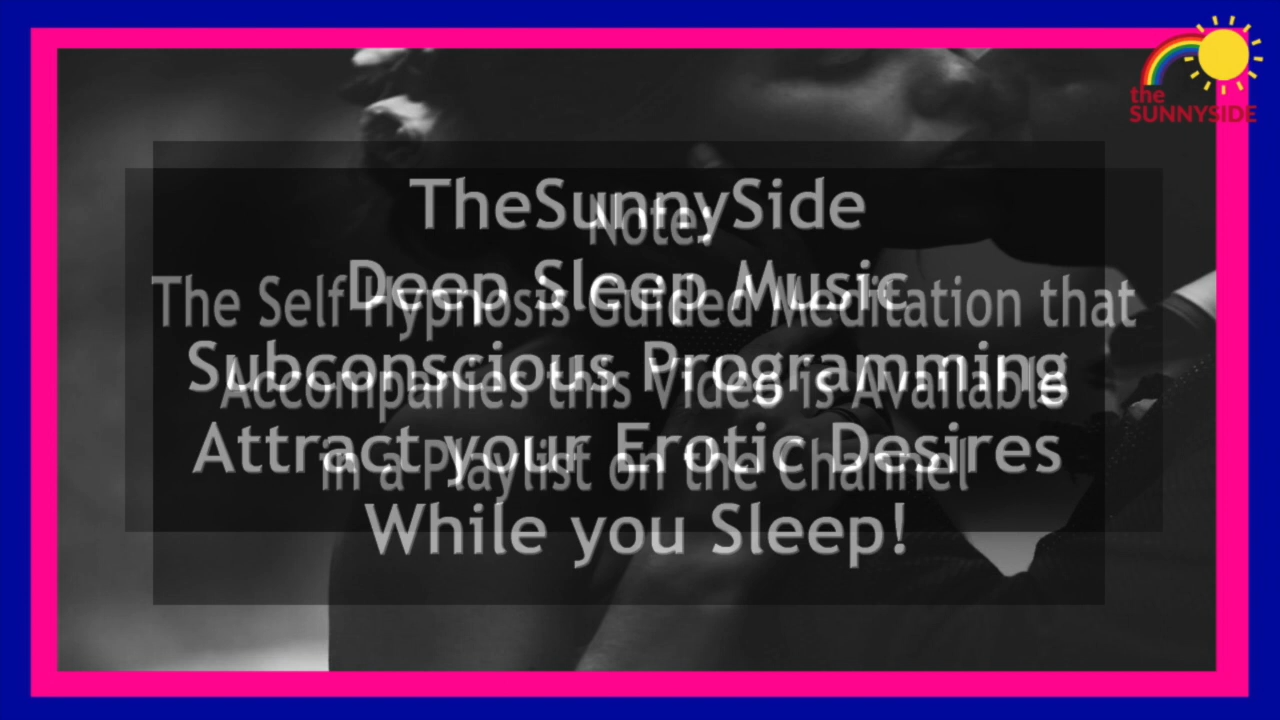 the
SUNNYSIDE
TheSunnySide
Deep Sleep Music
Subconscious Programming
Attract your Erotic Desires
While you Sleep!
Note:
The Self Hypnosis Guided Meditation that
Accompanies this Video is Available
in a Playlist on the Channel